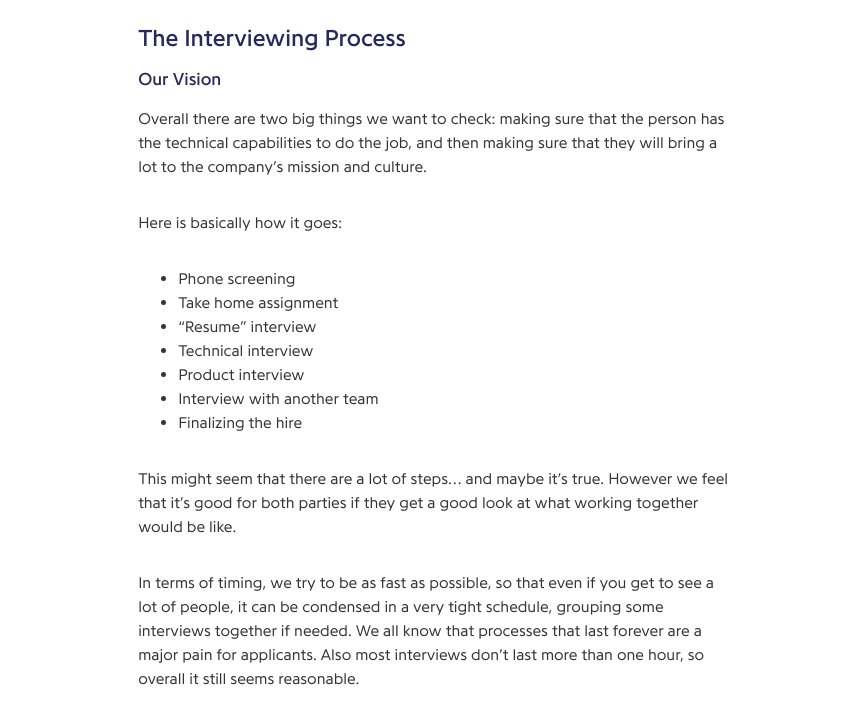 The Interviewing Process
Our Vision
Overall there are two big things we want to check: making sure that the person has
the technical capabilities to do the job, and then making sure that they will bring a
lot to the company’s mission and culture.
Here is basically how it goes:
• Phone screening
• Take home assignment
• “Resume” interview
• Technical interview
• Product interview
• Interview with another team
• Finalizing the hire
This might seem that there are a lot of steps… and maybe it’s true. However we feel
that it’s good for both parties if they get a good look at what working together
would be like.
In terms of timing, we try to be as fast as possible, so that even if you get to see a
lot of people, it can be condensed in a very tight schedule, grouping some
interviews together if needed. We all know that processes that last forever are a
major pain for applicants. Also most interviews don’t last more than one hour, so
overall it still seems reasonable.